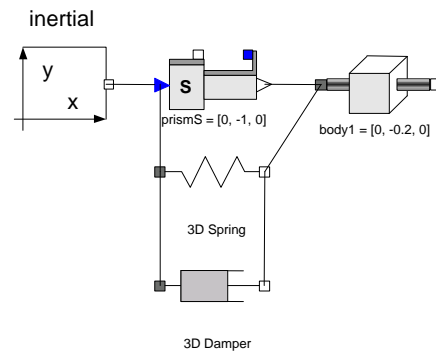 inertial
y
x
S
prismS = [0, -1, 0]
body1 = [0, -0.2, 0]
3D Spring
3D Damper